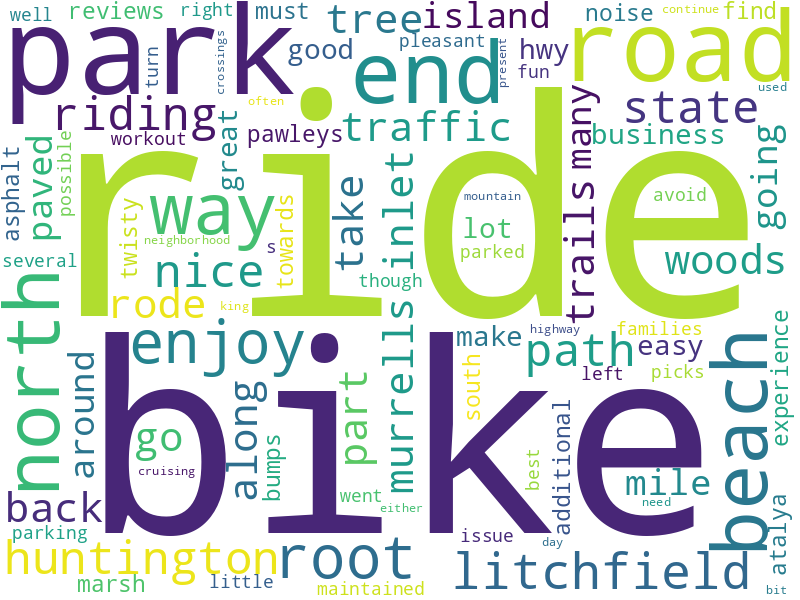 well
reviews
right
must
tree
island
noise
continue
find
park
turn
crossings
good
pleasant
present
hwy
fun
end
road
used
riding
often
workout
great
pawleys
traffic
many
state
business
asphalt
paved
possible
ride
twisty
way
neighborhood
s
towards
take
inlet
mountain
lot
parked
trails
avoid
going
woods
several
nice
though
king
rode
murrells
north
enjoy
bike
make
highway
path
families
easy
picks
left
beach
experience
around
go
cruising
along
bumps
part
south
best
additional
mile
need
back
parking
went
either
issue
day
atalya
huntington
root
litchfield
marsh
little
maintained
bit